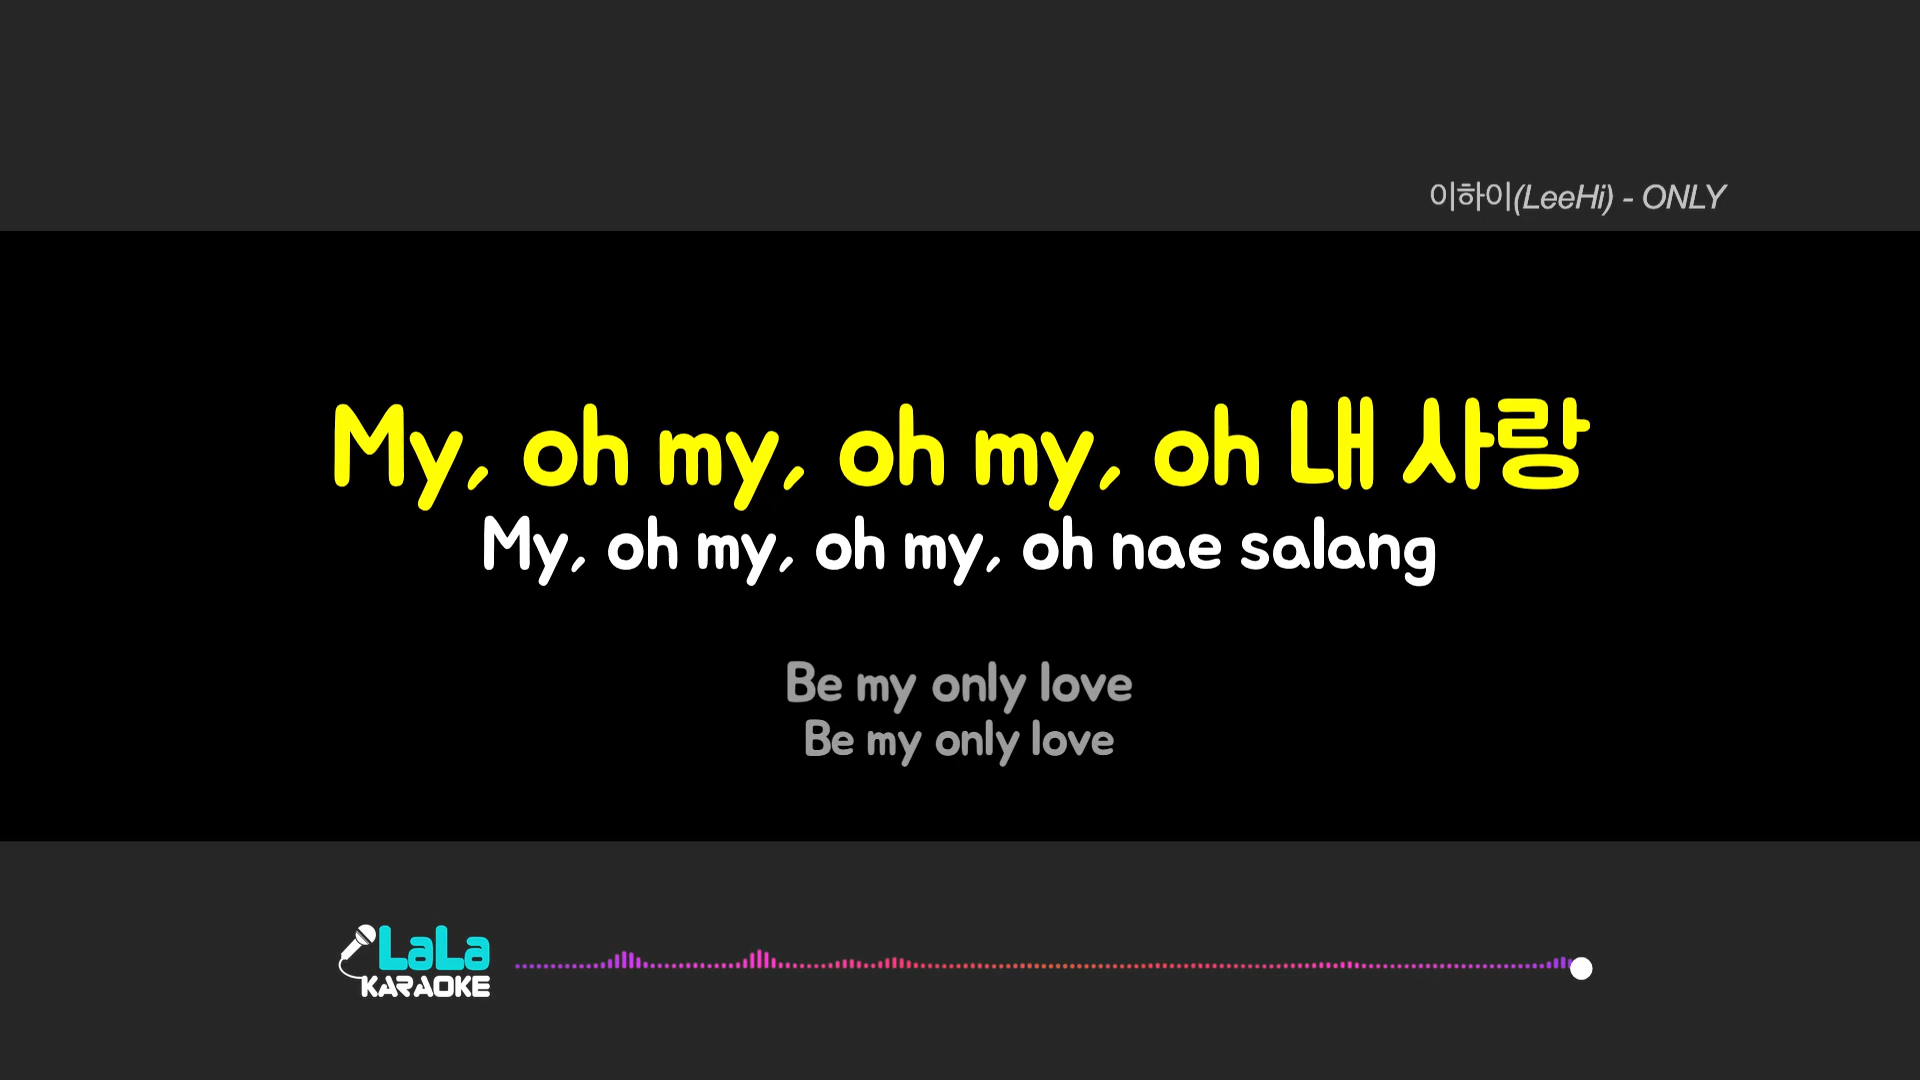 이하이(LeeHi) - ONLY
My, oh my, oh my, oh 내 사랑
My, oh my, oh my, oh nae salang
Be my only love
Be my only love
LaLa
KARAOKE